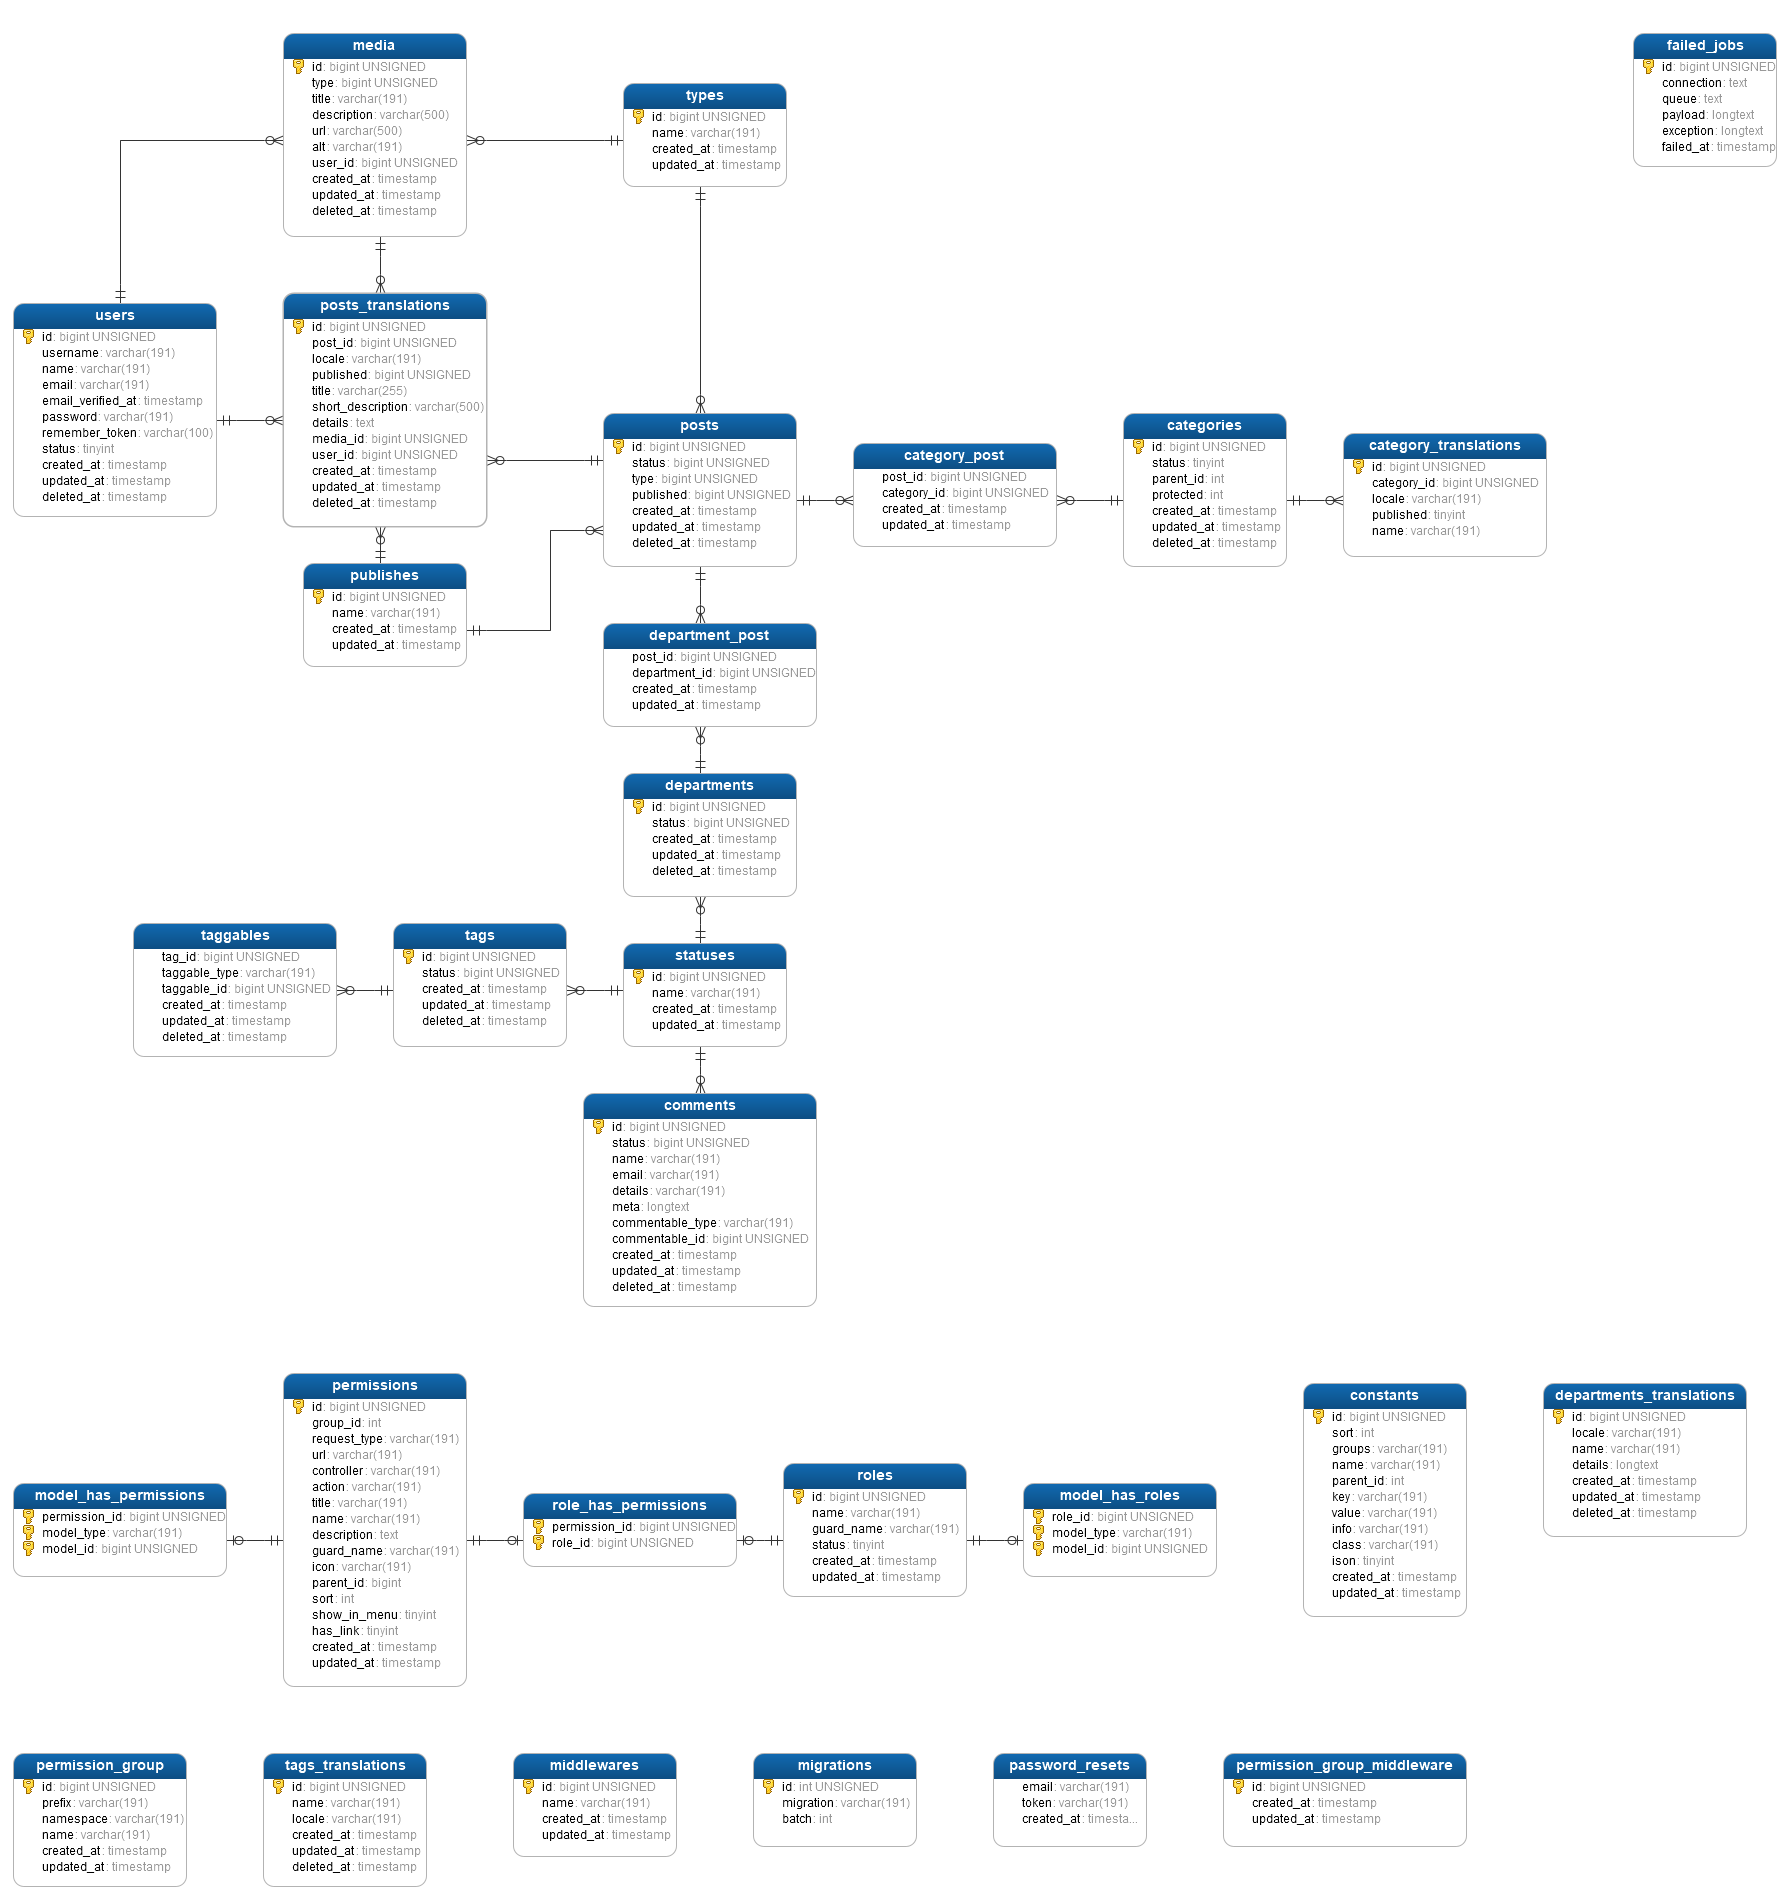 media
id: bigint UNSIGNED
type: bigint UNSIGNED
title: varchar(191)
description: varchar(500)
url: varchar(500)
alt: varchar(191)
user_id: bigint UNSIGNED
created_at: timestamp
updated_at: timestamp
deleted_at: timestamp
types
id: bigint UNSIGNED
name: varchar(191)
created_at: timestamp
updated_at: timestamp
failed_jobs
id: bigint UNSIGNED
connection: text
queue: text
payload: longtext
exception: longtext
failed_at: timestamp
users
id: bigint UNSIGNED
username: varchar(191)
name: varchar(191)
email: varchar(191)
email_verified_at: timestamp
password: varchar(191)
remember_token: varchar(100)
status: tinyint
created_at: timestamp
updated_at: timestamp
deleted_at: timestamp
posts_translations
id: bigint UNSIGNED
post_id: bigint UNSIGNED
locale: varchar(191)
published: bigint UNSIGNED
title: varchar(255)
short_description: varchar(500)
details: text
media_id: bigint UNSIGNED
user_id: bigint UNSIGNED
created_at: timestamp
updated_at: timestamp
deleted_at: timestamp
posts
id: bigint UNSIGNED
status: bigint UNSIGNED
type: bigint UNSIGNED
published: bigint UNSIGNED
created_at: timestamp
updated_at: timestamp
deleted_at: timestamp
category_post
post_id: bigint UNSIGNED
category_id: bigint UNSIGNED
created_at: timestamp
updated_at: timestamp
categories
id: bigint UNSIGNED
status: tinyint
parent_id: int
protected: int
created_at: timestamp
updated_at: timestamp
deleted_at: timestamp
category_translations
id: bigint UNSIGNED
category_id: bigint UNSIGNED
locale: varchar(191)
published: tinyint
name: varchar(191)
publishes
id: bigint UNSIGNED
name: varchar(191)
created_at: timestamp
updated_at: timestamp
department_post
post_id: bigint UNSIGNED
department_id: bigint UNSIGNED
created_at: timestamp
updated_at: timestamp
departments
id: bigint UNSIGNED
status: bigint UNSIGNED
created_at: timestamp
updated_at: timestamp
deleted_at: timestamp
taggables
tag_id: bigint UNSIGNED
taggable_type: varchar(191)
taggable_id: bigint UNSIGNED
created_at: timestamp
updated_at: timestamp
deleted_at: timestamp
tags
id: bigint UNSIGNED
status: bigint UNSIGNED
created_at: timestamp
updated_at: timestamp
deleted_at: timestamp
statuses
id: bigint UNSIGNED
name: varchar(191)
created_at: timestamp
updated_at: timestamp
comments
id: bigint UNSIGNED
status: bigint UNSIGNED
name: varchar(191)
email: varchar(191)
details: varchar(191)
meta: longtext
commentable_type: varchar(191)
commentable_id: bigint UNSIGNED
created_at: timestamp
updated_at: timestamp
deleted_at: timestamp
model_has_permissions
permission_id: bigint UNSIGNED
model_type: varchar(191)
model_id: bigint UNSIGNED
permissions
id: bigint UNSIGNED
group_id: int
request_type: varchar(191)
url: varchar(191)
controller: varchar(191)
action: varchar(191)
title: varchar(191)
name: varchar(191)
description: text
guard_name: varchar(191)
icon: varchar(191)
parent_id: bigint
sort: int
show_in_menu: tinyint
has_link: tinyint
created_at: timestamp
updated_at: timestamp
role_has_permissions
permission_id: bigint UNSIGNED
role_id: bigint UNSIGNED
roles
id: bigint UNSIGNED
name: varchar(191)
guard_name: varchar(191)
status: tinyint
created_at: timestamp
updated_at: timestamp
model_has_roles
role_id: bigint UNSIGNED
model_type: varchar(191)
model_id: bigint UNSIGNED
constants
id: bigint UNSIGNED
sort: int
groups: varchar(191)
name: varchar(191)
parent_id: int
key: varchar(191)
value: varchar(191)
info: varchar(191)
class: varchar(191)
ison: tinyint
created_at: timestamp
updated_at: timestamp
departments_translations
id: bigint UNSIGNED
locale: varchar(191)
name: varchar(191)
details: longtext
created_at: timestamp
updated_at: timestamp
deleted_at: timestamp
permission_group
id: bigint UNSIGNED
prefix: varchar(191)
namespace: varchar(191)
name: varchar(191)
created_at: timestamp
updated_at: timestamp
tags_translations
id: bigint UNSIGNED
name: varchar(191)
locale: varchar(191)
created_at: timestamp
updated_at: timestamp
deleted_at: timestamp
middlewares
id: bigint UNSIGNED
name: varchar(191)
created_at: timestamp
updated_at: timestamp
migrations
id: int UNSIGNED
migration: varchar(191)
batch: int
password_resets
email: varchar(191)
token: varchar(191)
created_at: timesta...
permission_group_middleware
id: bigint UNSIGNED
created_at: timestamp
updated_at: timestamp